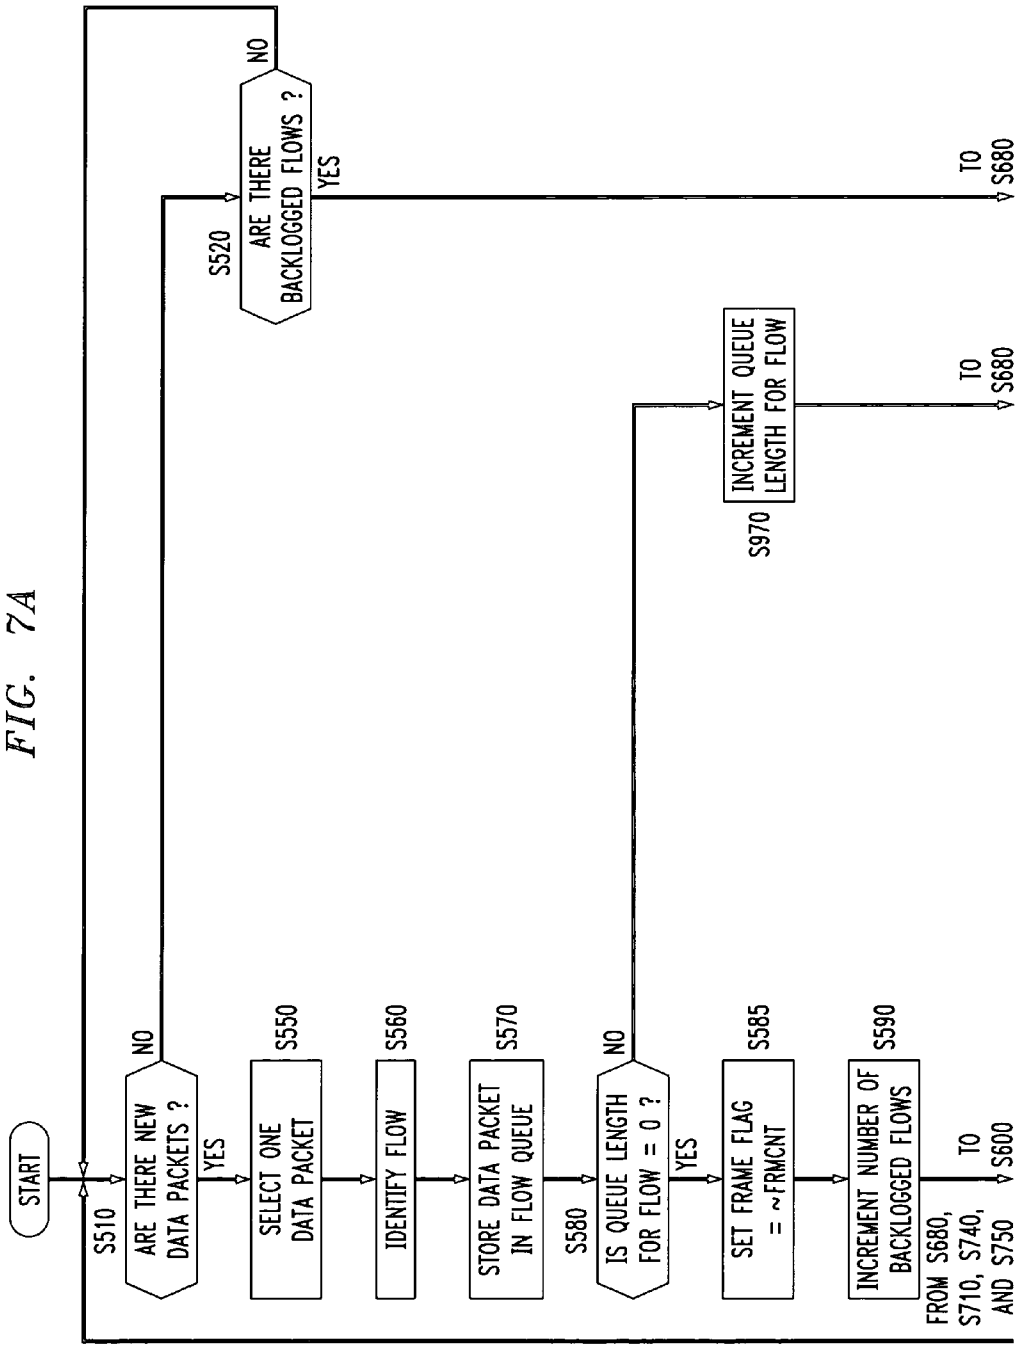 FIG. 7A
START
S510
ARE THERE NEW
DATA PACKETS ?
NO
YES
S520
ARE THERE
BACKLOGGED FLOWS ?
NO
YES
SELECT ONE
DATA PACKET
S550
IDENTIFY FLOW
S560
STORE DATA PACKET
IN FLOW QUEUE
S570
S580
IS QUEUE LENGTH
FOR FLOW = 0 ?
NO
YES
SET FRAME FLAG
= ~FRMCNT
S585
S970
INCREMENT QUEUE
LENGTH FOR FLOW
INCREMENT NUMBER OF
BACKLOGGED FLOWS
S590
FROM S680,
S710, S740,
AND S750
TO
S600
TO
S680
TO
S680